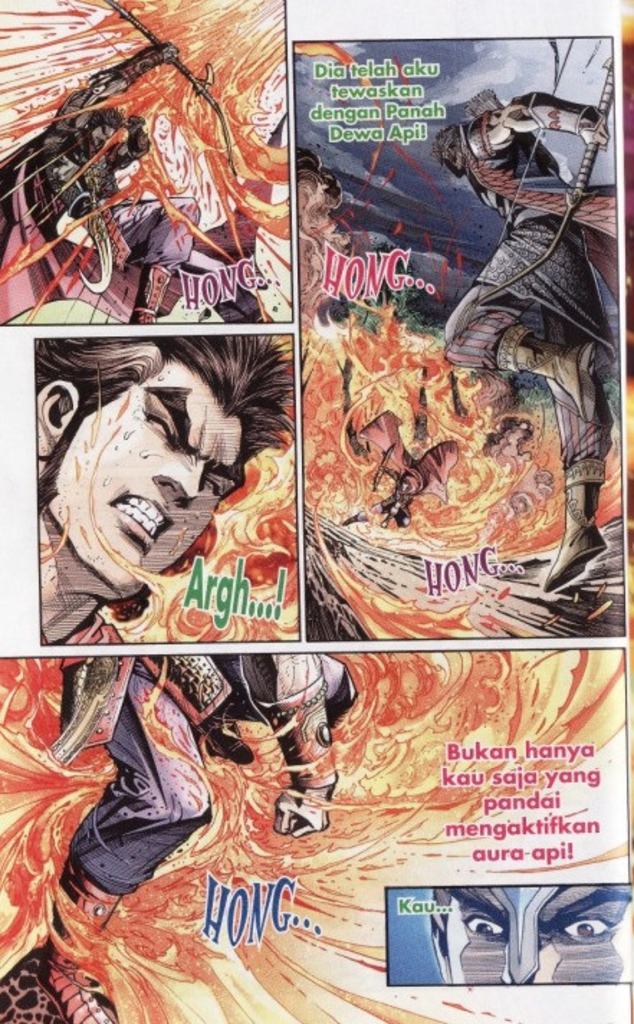 HONG...
Dia telah aku
tewaskan
dengan Panah
Dewa Api!
HONG...
HONG...
Argh....!
Bukan hanya
kau saja yang
pandai
mengaktifkan
aura-api!
HONG...
Kau...